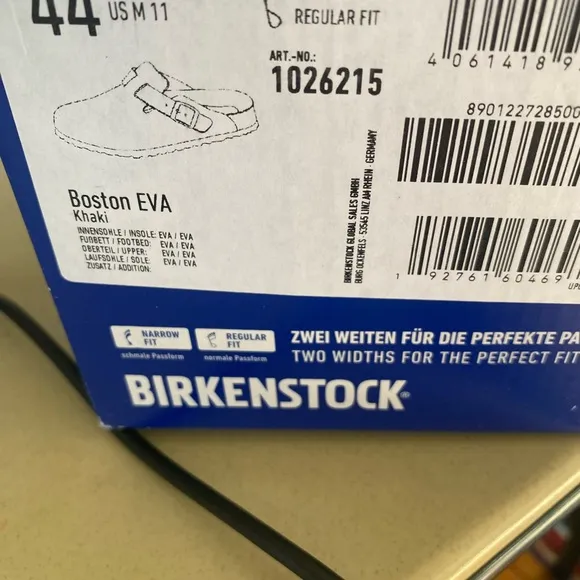 44 US M 11
REGULAR FIT
ART.-NO.:
1026215
4 061418 9
89012272850
Boston EVA
Khaki
INNENSOHLE / INSOLE: EVA / EVA
FUßBETT / FOOTBED: EVA / EVA
OBERTEIL / UPPER: EVA / EVA
LAUFSOHLE / SOLE: EVA / EVA
ZUSATZ / ADDITION: EVA / EVA
BIRKENSTOCK GLOBAL SALES GMBH
BURG OCKENFELS · 53545 LINZ AM RHEIN · GERMANY
1 92761 60469
NARROW FIT
schmale Passform
REGULAR FIT
normale Passform
ZWEI WEITEN FÜR DIE PERFEKTE PA
TWO WIDTHS FOR THE PERFECT FIT
BIRKENSTOCK®